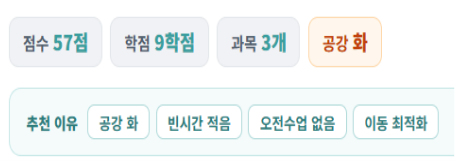 점수 57점 학점 9학점 과목 3개 공강 화
추천 이유 공강 화 빈시간 적음 오전수업 없음 이동 최적화